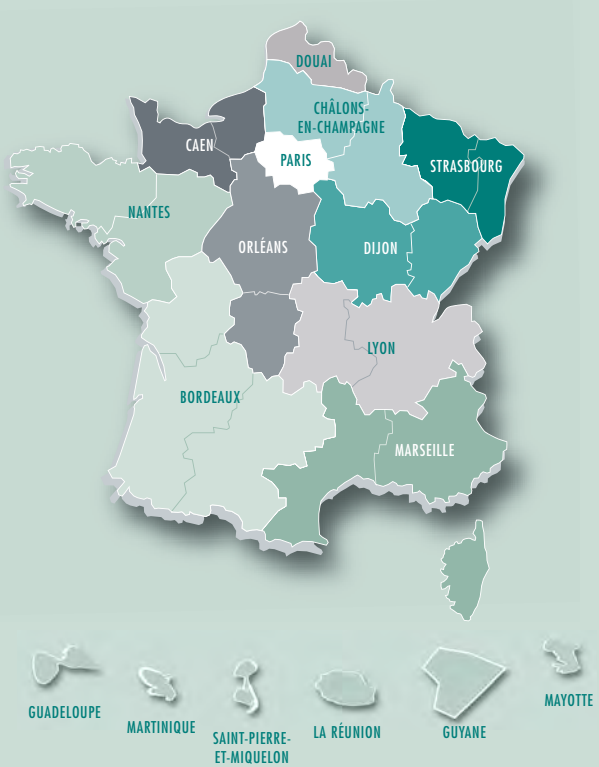 DOUAI
CHÂLONS-
EN-CHAMPAGNE
CAEN
PARIS
STRASBOURG
NANTES
ORLÉANS
DIJON
LYON
BORDEAUX
MARSEILLE
GUADELOUPE
MARTINIQUE
SAINT-PIERRE-
ET-MIQUELON
LA RÉUNION
GUYANE
MAYOTTE